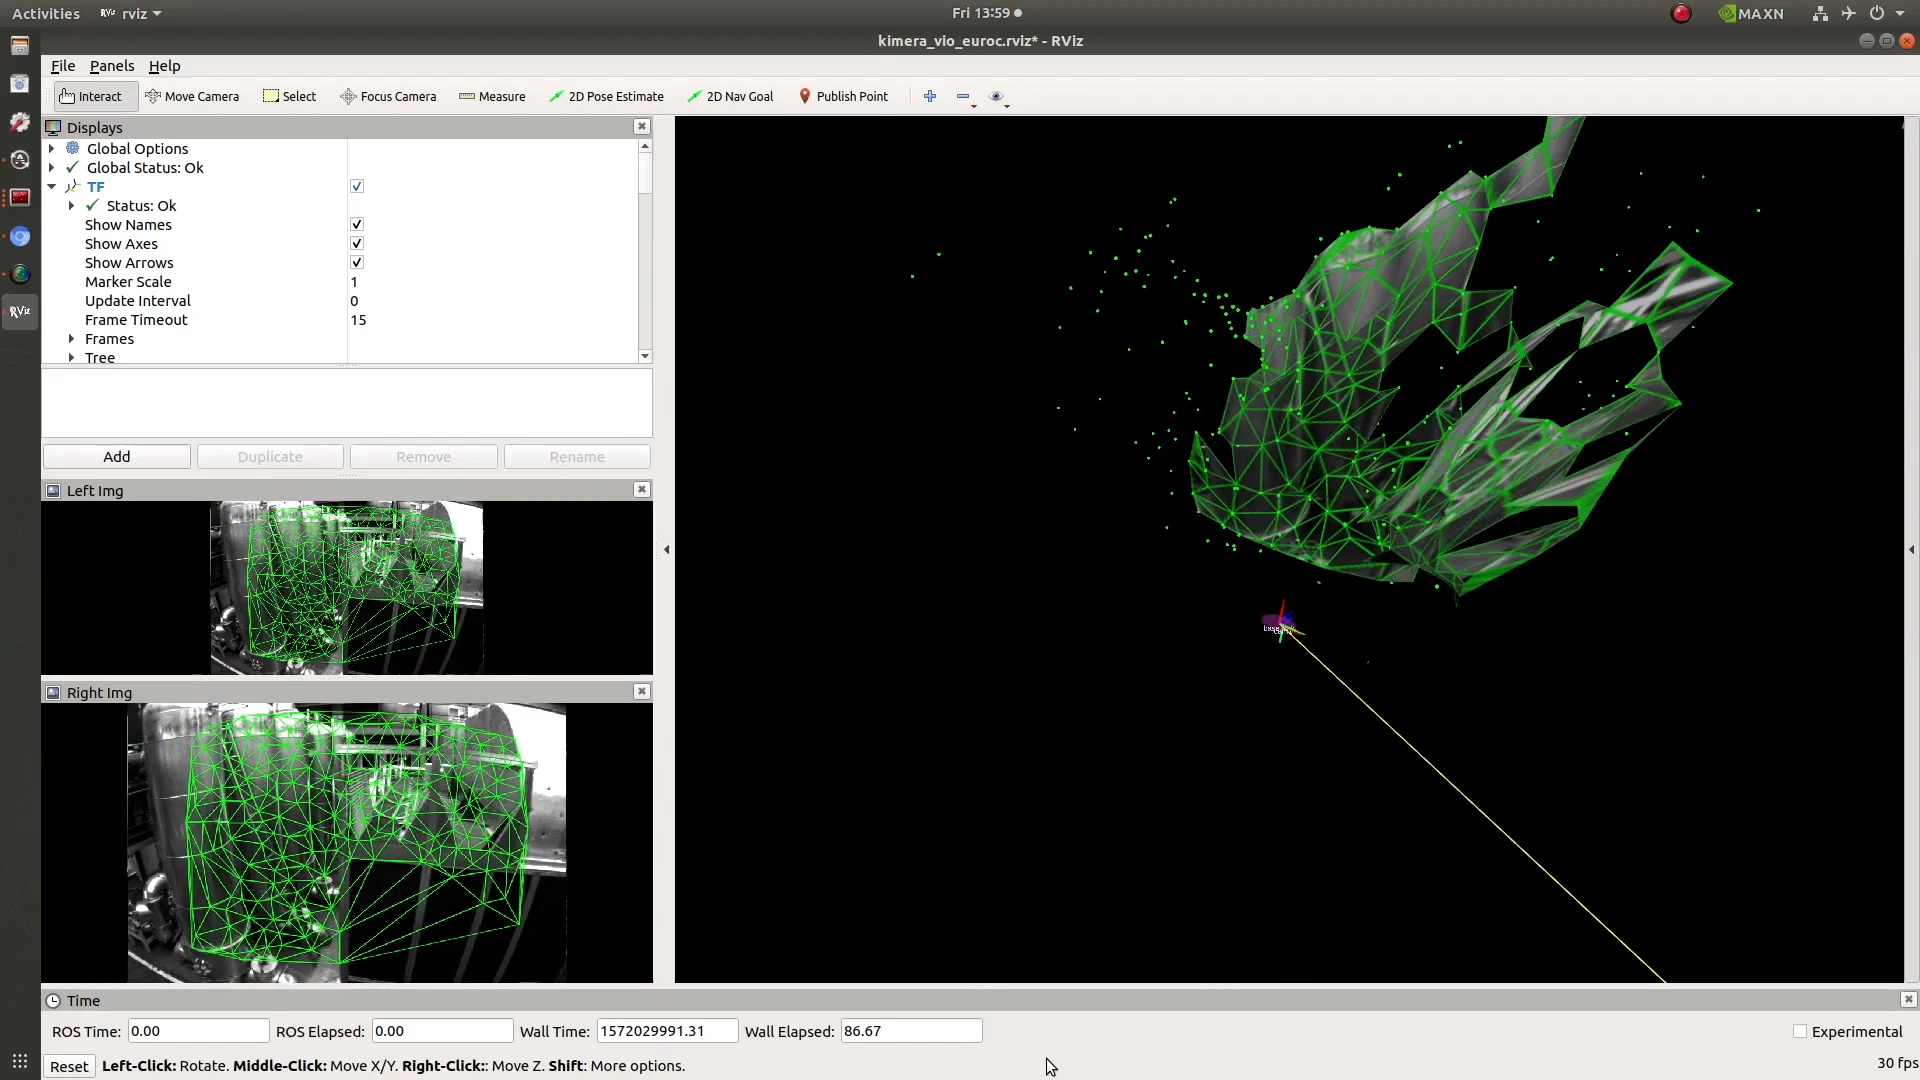 Activities RViz rviz Fri 13:59 MAXN
kimera_vio_euroc.rviz* - RViz
File Panels Help
Interact Move Camera Select Focus Camera Measure 2D Pose Estimate 2D Nav Goal Publish Point
Displays
Global Options
Global Status: Ok
TF
Status: Ok
Show Names
Show Axes
Show Arrows
Marker Scale 1
Update Interval 0
Frame Timeout 15
Frames
Tree
RViz
Add Duplicate Remove Rename
Left Img
Right Img
Time
ROS Time: 0.00 ROS Elapsed: 0.00 Wall Time: 1572029991.31 Wall Elapsed: 86.67 Experimental
Reset Left-Click: Rotate. Middle-Click: Move X/Y. Right-Click:: Move Z. Shift: More options. 30 fps